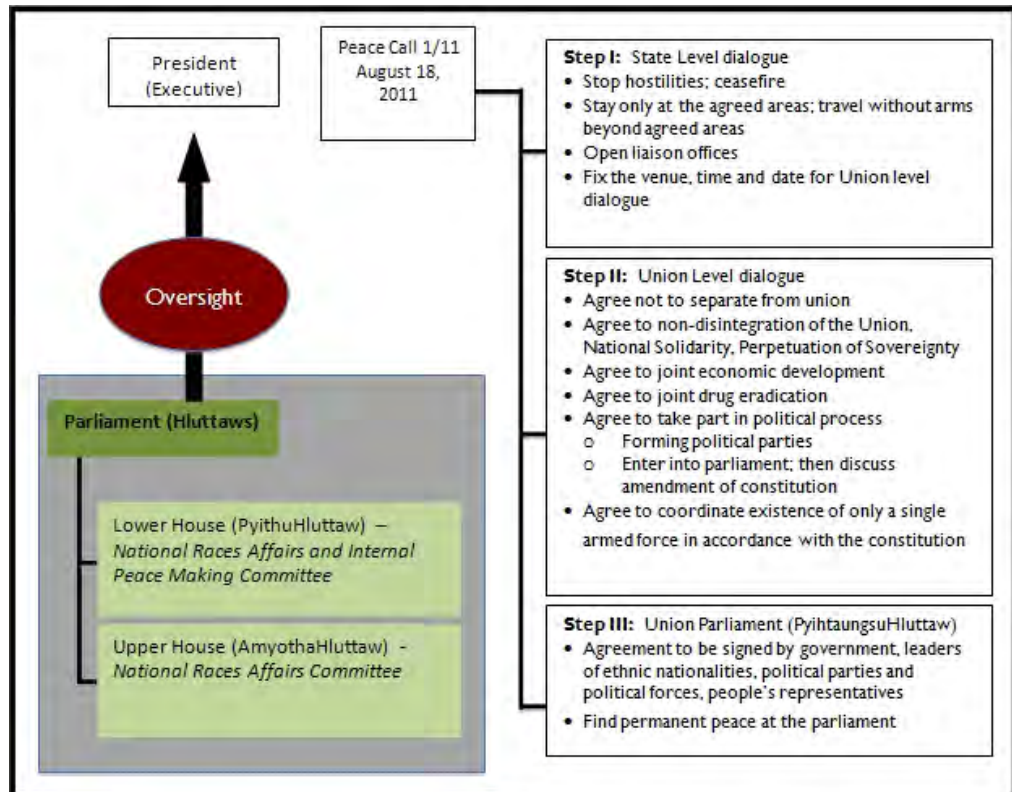 President
(Executive)
Oversight
Parliament (Hluttaws)
Lower House (PyithuHluttaw) –
National Races Affairs and Internal
Peace Making Committee
Upper House (AmyothaHluttaw) -
National Races Affairs Committee
Peace Call 1/11
August 18,
2011
Step I: State Level dialogue
• Stop hostilities; ceasefire
• Stay only at the agreed areas; travel without arms
beyond agreed areas
• Open liaison offices
• Fix the venue, time and date for Union level
dialogue
Step II: Union Level dialogue
• Agree not to separate from union
• Agree to non-disintegration of the Union,
National Solidarity, Perpetuation of Sovereignty
• Agree to joint economic development
• Agree to joint drug eradication
• Agree to take part in political process
o Forming political parties
o Enter into parliament; then discuss
amendment of constitution
• Agree to coordinate existence of only a single
armed force in accordance with the constitution
Step III: Union Parliament (PyihtaungsuHluttaw)
• Agreement to be signed by government, leaders
of ethnic nationalities, political parties and
political forces, people's representatives
• Find permanent peace at the parliament